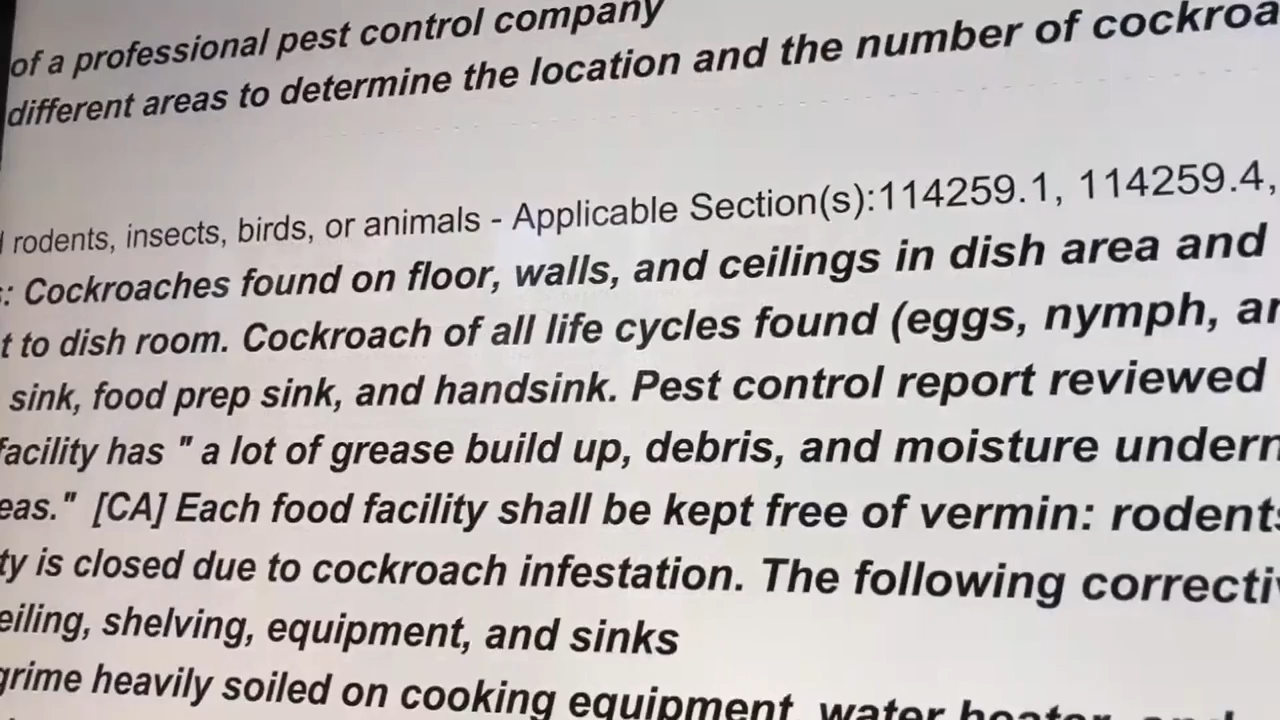 of a professional pest control company
different areas to determine the location and the number of
rodents, insects, birds, or animals - Applicable Section(s):114259.1, 114259.4,
: Cockroaches found on floor, walls, and ceilings in dish area and
t to dish room. Cockroach of all life cycles found (eggs, nymph,
sink, food prep sink, and handsink. Pest control report reviewed
facility has " a lot of grease build up, debris, and moisture
eas." [CA] Each food facility shall be kept free of vermin: rodents
ty is closed due to cockroach infestation. The following
eiling, shelving, equipment, and sinks
grime heavily soiled on cooking equipment, water